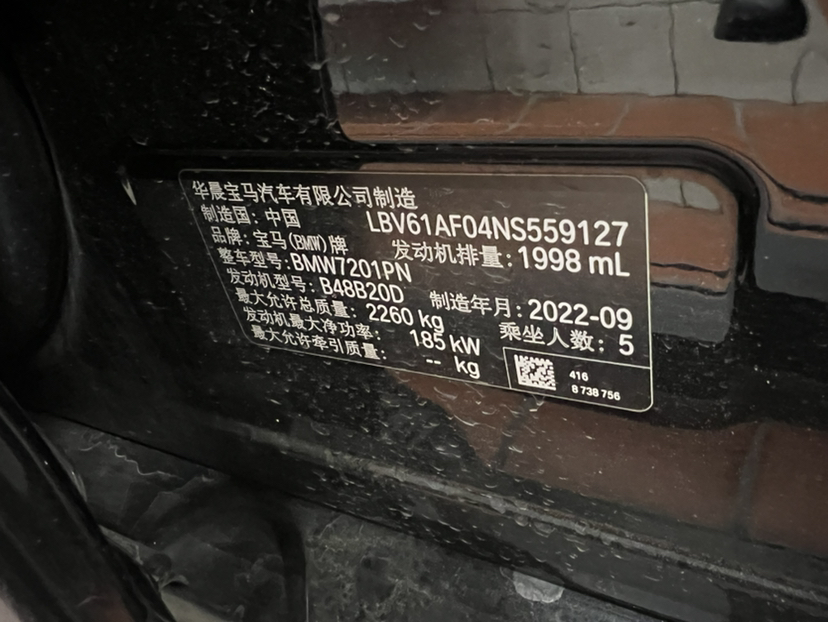 华晨宝马汽车有限公司制造
制造国：中国 LBV61AF04NS559127
品牌：宝马(BMW)牌 发动机排量：1998 mL
整车型号：BMW7201PN
发动机型号：B48B20D 制造年月：2022-09
最大允许总质量：2260 kg 乘坐人数：5
发动机最大净功率：185 kW
最大允许牵引质量：-- kg
416
8 738 756